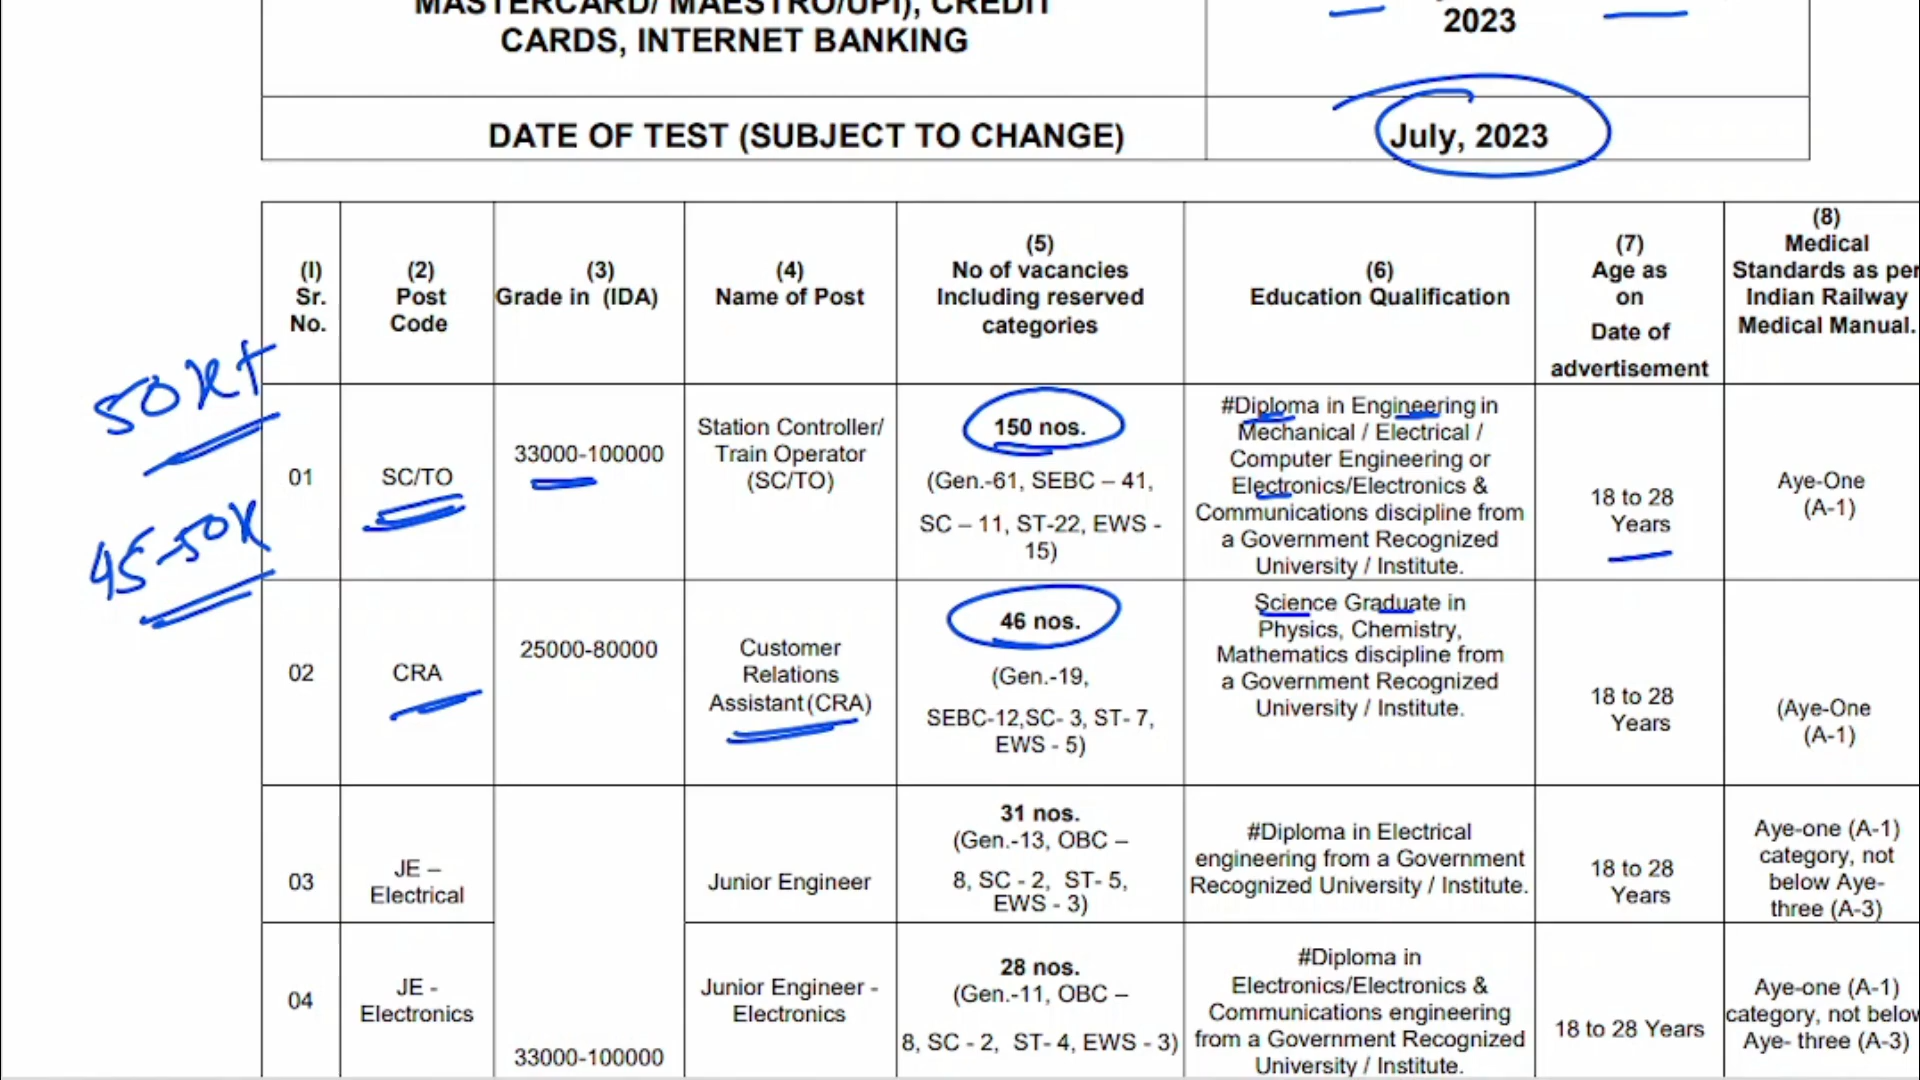 MASTERCARD/ MAESTRO/UPI), CREDIT
CARDS, INTERNET BANKING
2023
DATE OF TEST (SUBJECT TO CHANGE)
July, 2023
(I)
Sr.
No.
(2)
Post
Code
(3)
Grade in (IDA)
(4)
Name of Post
(5)
No of vacancies
Including reserved
categories
(6)
Education Qualification
(7)
Age as
on
Date of
advertisement
(8)
Medical
Standards as per
Indian Railway
Medical Manual.
50K+
01
SC/TO
33000-100000
Station Controller/
Train Operator
(SC/TO)
150 nos.
(Gen.-61, SEBC – 41,
SC – 11, ST-22, EWS -
15)
#Diploma in Engineering in
Mechanical / Electrical /
Computer Engineering or
Electronics/Electronics &
Communications discipline from
a Government Recognized
University / Institute.
18 to 28
Years
Aye-One
(A-1)
45-50K
02
CRA
25000-80000
Customer
Relations
Assistant (CRA)
46 nos.
(Gen.-19,
SEBC-12,SC- 3, ST- 7,
EWS - 5)
Science Graduate in
Physics, Chemistry,
Mathematics discipline from
a Government Recognized
University / Institute.
18 to 28
Years
(Aye-One
(A-1)
03
JE –
Electrical
Junior Engineer
31 nos.
(Gen.-13, OBC –
8, SC - 2, ST- 5,
EWS - 3)
#Diploma in Electrical
engineering from a Government
Recognized University / Institute.
18 to 28
Years
Aye-one (A-1)
category, not
below Aye-
three (A-3)
04
JE -
Electronics
33000-100000
Junior Engineer -
Electronics
28 nos.
(Gen.-11, OBC –
8, SC - 2, ST- 4, EWS - 3)
#Diploma in
Electronics/Electronics &
Communications engineering
from a Government Recognized
University / Institute.
18 to 28 Years
Aye-one (A-1)
category, not below
Aye- three (A-3)